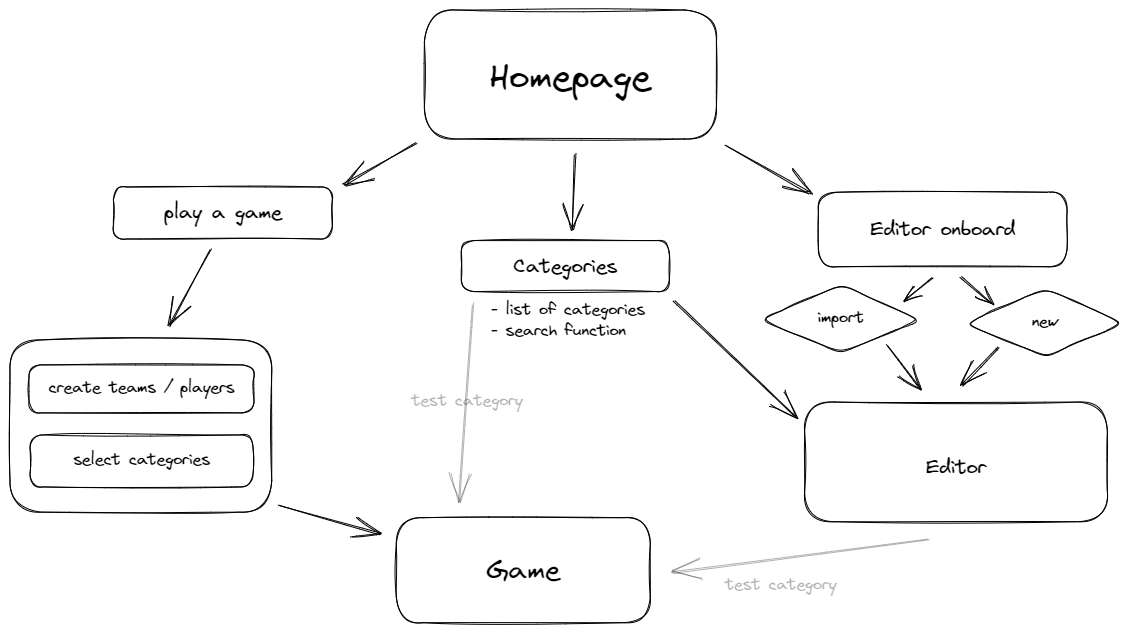 Homepage
play a game
Editor onboard
Categories
- list of categories
- search function
import
new
create teams / players
test category
select categories
Editor
Game
test category